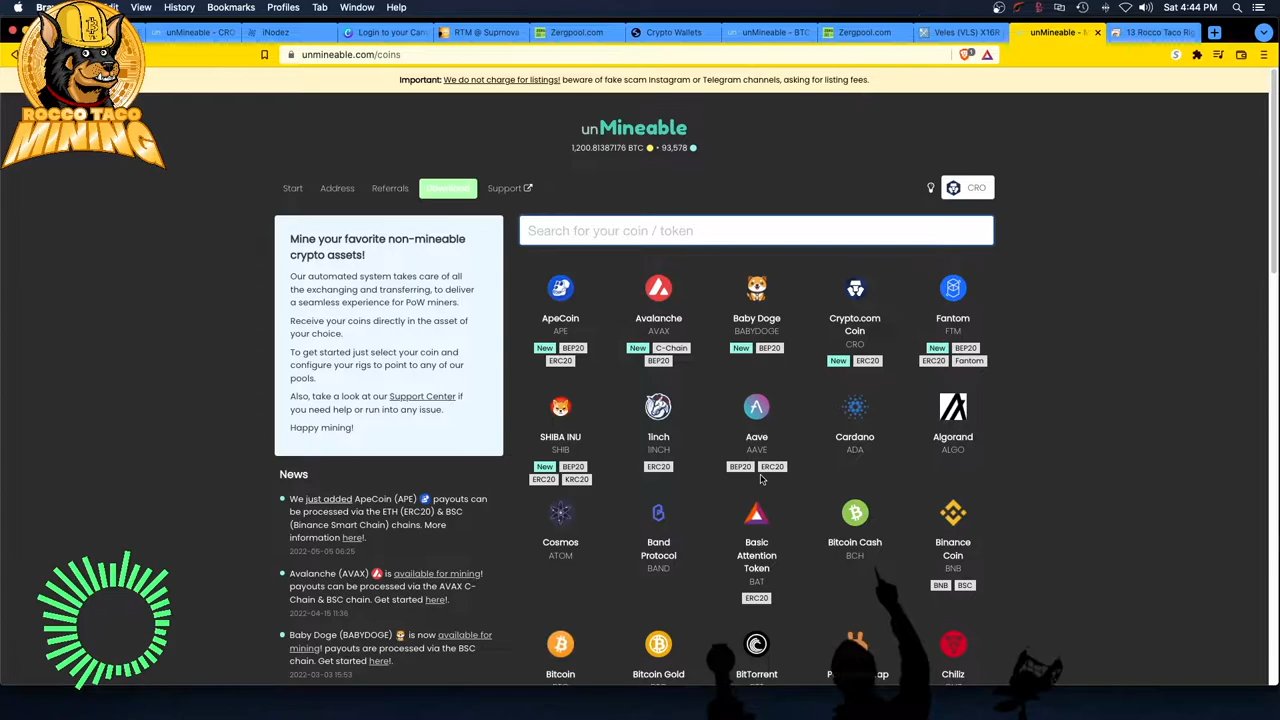 Brav
View
History
Bookmarks
Profiles
Tab
Window
Help
Sat 4:44 PM
unMineable - CRO
iNodez
Login to your Can
RTM @ Suprnova
Zergpool.com
Crypto Wallets
unMineable - BTC
Zergpool.com
Veles (VLS) X16R
unMineable - M
13 Rocco Taco Rig
unmineable.com/coins
ROCCO TACO
MINING
Important: We do not charge for listings! beware of fake scam Instagram or Telegram channels, asking for listing fees.
unMineable
1,200.81387176 BTC • 93,578
Start
Address
Referrals
Download
Support
CRO
Mine your favorite non-mineable
crypto assets!
Our automated system takes care of all
the exchanging and transferring, to deliver
a seamless experience for PoW miners.
Receive your coins directly in the asset of
your choice.
To get started just select your coin and
configure your rigs to point to any of our
pools.
Also, take a look at our Support Center if
you need help or run into any issue.
Happy mining!
News
We just added ApeCoin (APE) payouts can
be processed via the ETH (ERC20) & BSC
(Binance Smart Chain) chains. More
information here!.
2022-05-05 06:25
Avalanche (AVAX) is available for mining!
payouts can be processed via the AVAX C-
Chain & BSC chain. Get started here!.
2022-04-15 11:36
Baby Doge (BABYDOGE) is now available for
mining! payouts are processed via the BSC
chain. Get started here!.
2022-03-03 15:53
Search for your coin / token
ApeCoin
APE
New BEP20
ERC20
Avalanche
AVAX
New C-Chain
BEP20
Baby Doge
BABYDOGE
New BEP20
Crypto.com
Coin
CRO
New ERC20
Fantom
FTM
New BEP20
ERC20 Fantom
SHIBA INU
SHIB
New BEP20
ERC20 KRC20
1inch
1INCH
ERC20
Aave
AAVE
BEP20 ERC20
Cardano
ADA
Algorand
ALGO
Cosmos
ATOM
Band
Protocol
BAND
Basic
Attention
Token
BAT
ERC20
Bitcoin Cash
BCH
Binance
Coin
BNB
BNB BSC
Bitcoin
Bitcoin Gold
BitTorrent
Chiliz